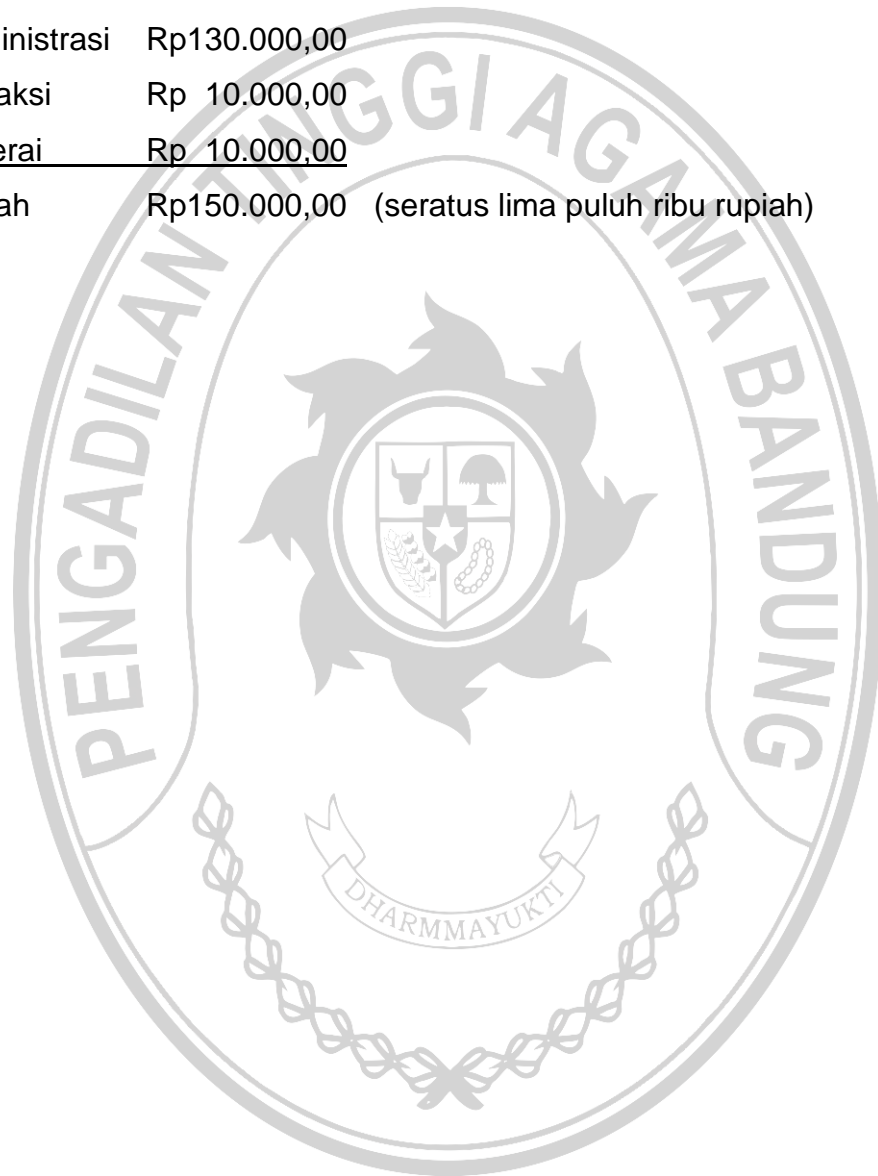 inistrasi Rp130.000,00
aksi Rp 10.000,00
erai Rp 10.000,00
ah Rp150.000,00 (seratus lima puluh ribu rupiah)
PENGADILAN TINGGI AGAMA BANDUNG
DHARMMAYUKTI